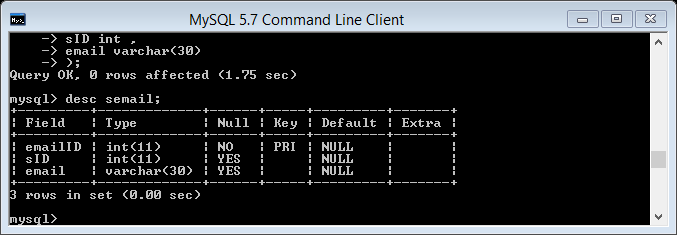 MySQL 5.7 Command Line Client
-> sID int ,
-> email varchar(30)
-> );
Query OK, 0 rows affected (1.75 sec)
mysql> desc semail;
+---------+-------------+------+-----+---------+-------+
| Field   | Type        | Null | Key | Default | Extra |
+---------+-------------+------+-----+---------+-------+
| emailID | int(11)     | NO   | PRI | NULL    |       |
| sID     | int(11)     | YES  |     | NULL    |       |
| email   | varchar(30) | YES  |     | NULL    |       |
+---------+-------------+------+-----+---------+-------+
3 rows in set (0.00 sec)
mysql>